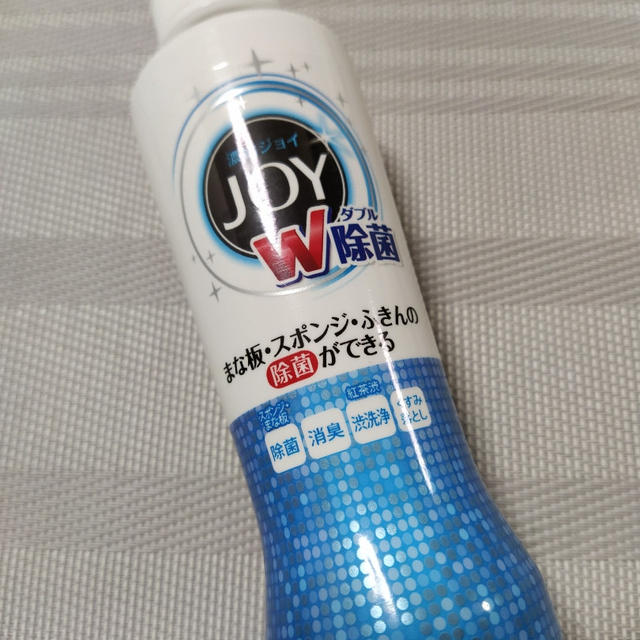 濃縮ジョイ
JOY
ダブル
W除菌
まな板・スポンジ・ふきんの
除菌ができる
スポンジ・まな板
除菌
消臭
紅茶渋
渋洗浄
くすみ落とし